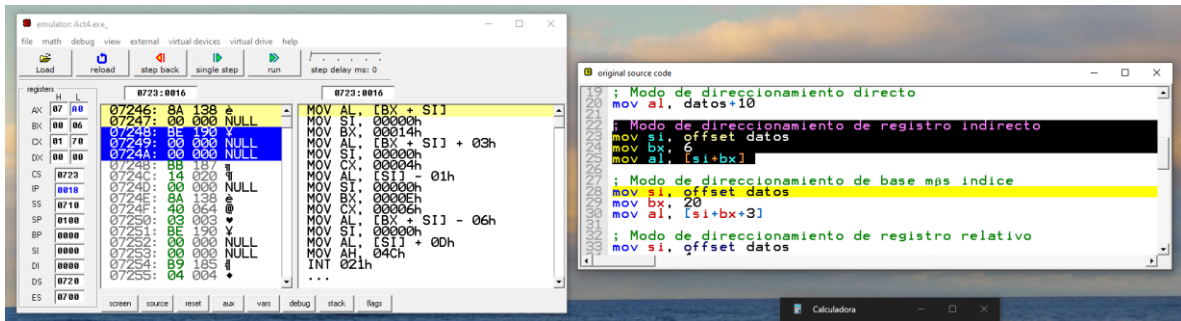 emulator: Act4.exe_
file math debug view external virtual devices virtual drive help
Load reload step back single step run step delay ms: 0
registers
H L
0723:0016 0723:0016
AX 07 A0
BX 00 06
CX 01 70
DX 00 00
CS 0723
IP 0018
SS 0710
SP 0100
BP 0000
SI 0000
DI 0000
DS 0720
ES 0700
07246: 8A 138 è
07247: 00 000 NULL
07248: BE 190 ¥
07249: 00 000 NULL
0724A: 00 000 NULL
0724B: BB 187 ╗
0724C: 14 020 ¶
0724D: 00 000 NULL
0724E: 8A 138 è
0724F: 40 064 @
07250: 03 003 ♥
07251: BE 190 ¥
07252: 00 000 NULL
07253: 00 000 NULL
07254: B9 185 ╣
07255: 04 004 ♦
MOV AL, [BX + SI]
MOV SI, 00000h
MOV BX, 00014h
MOV AL, [BX + SI] + 03h
MOV SI, 00000h
MOV CX, 00004h
MOV AL, [SI] - 01h
MOV SI, 00000h
MOV BX, 0000Eh
MOV CX, 00006h
MOV AL, [BX + SI] - 06h
MOV SI, 00000h
MOV AL, [SI] + 0Dh
MOV AH, 04Ch
INT 021h
...
screen source reset aux vars debug stack flags
original source code
19 ; Modo de direccionamiento directo
20 mov al, datos+10
21
22 ; Modo de direccionamiento de registro indirecto
23 mov si, offset datos
24 mov bx, 6
25 mov al, [si+bx]
26
27 ; Modo de direccionamiento de base mβs indice
28 mov si, offset datos
29 mov bx, 20
30 mov al, [si+bx+3]
31
32 ; Modo de direccionamiento de registro relativo
33 mov si, offset datos
Calculadora